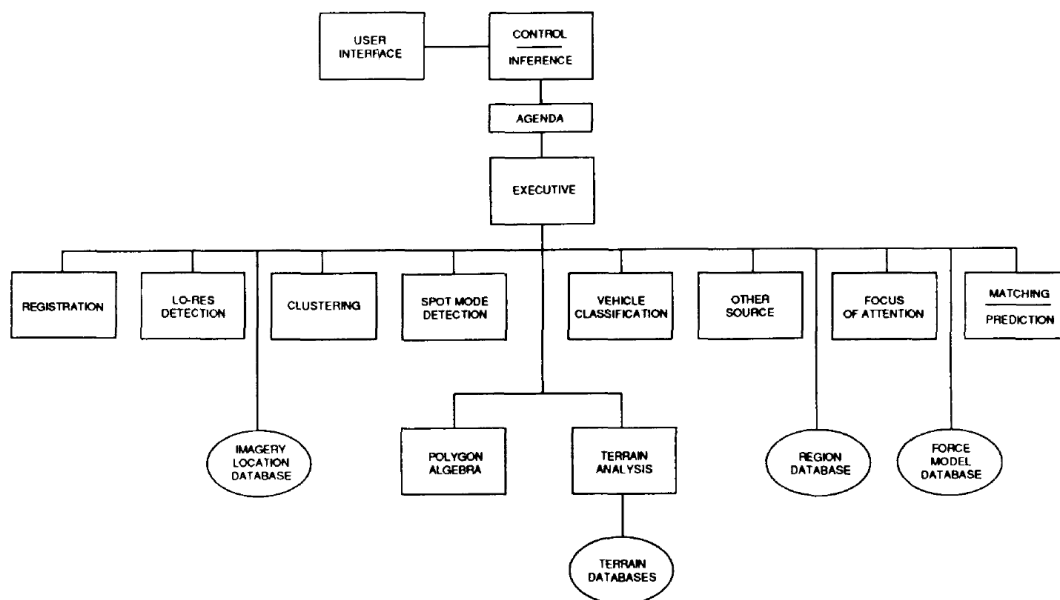 USER
INTERFACE
CONTROL
INFERENCE
AGENDA
EXECUTIVE
REGISTRATION
LO-RES
DETECTION
CLUSTERING
SPOT MODE
DETECTION
VEHICLE
CLASSIFICATION
OTHER
SOURCE
FOCUS
OF ATTENTION
MATCHING
PREDICTION
IMAGERY
LOCATION
DATABASE
POLYGON
ALGEBRA
TERRAIN
ANALYSIS
REGION
DATABASE
FORCE
MODEL
DATABASE
TERRAIN
DATABASES